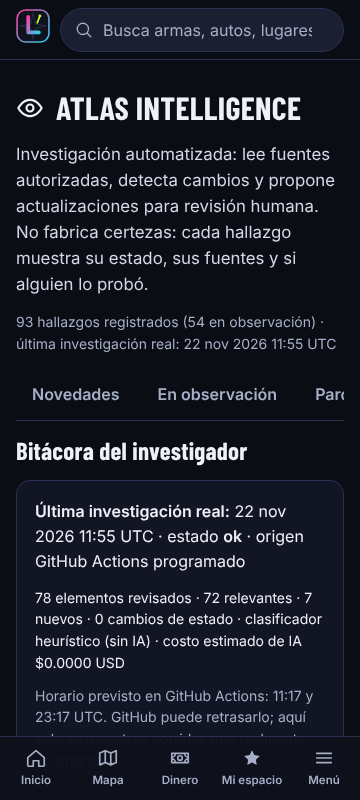 Busca armas, autos, lugares
ATLAS INTELLIGENCE
Investigación automatizada: lee fuentes
autorizadas, detecta cambios y propone
actualizaciones para revisión humana.
No fabrica certezas: cada hallazgo
muestra su estado, sus fuentes y si
alguien lo probó.
93 hallazgos registrados (54 en observación) ·
última investigación real: 22 nov 2026 11:55 UTC
Novedades En observación
Bitácora del investigador
Última investigación real: 22 nov
2026 11:55 UTC · estado ok · origen
GitHub Actions programado
78 elementos revisados · 72 relevantes · 7
nuevos · 0 cambios de estado · clasificador
heurístico (sin IA) · costo estimado de IA
$0.0000 USD
Horario previsto en GitHub Actions: 11:17 y
23:17 UTC. GitHub puede retrasarlo; aquí
Inicio Mapa Dinero Mi espacio Menú